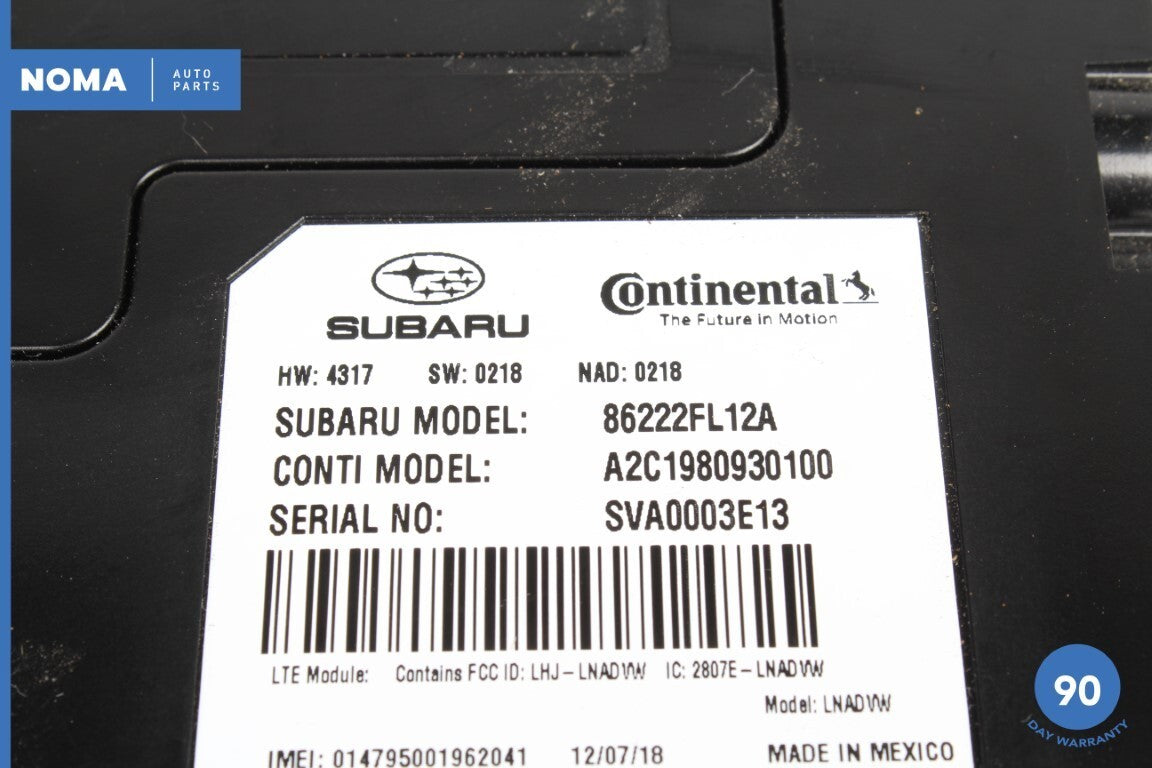 NOMA AUTO PARTS
SUBARU
Continental
The Future in Motion
HW: 4317 SW: 0218 NAD: 0218
SUBARU MODEL: 86222FL12A
CONTI MODEL: A2C1980930100
SERIAL NO: SVA0003E13
LTE Module: Contains FCC ID: LHJ-LNADVW IC: 2807E-LNADVW
Model: LNADVW
IMEI: 014795001962041 12/07/18 MADE IN MEXICO
90
DAY WARRANTY